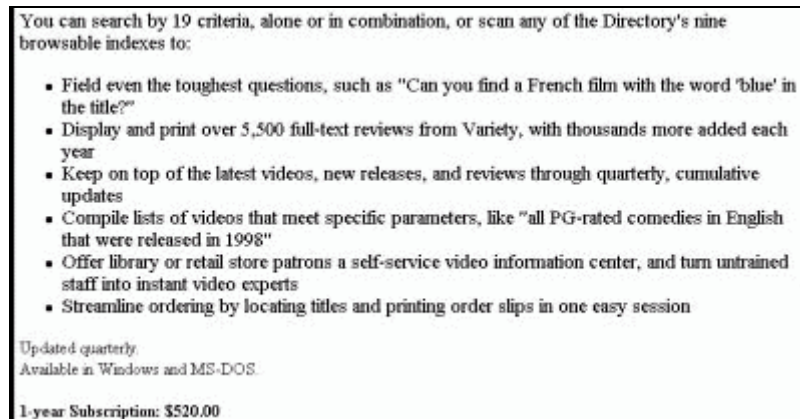 You can search by 19 criteria, alone or in combination, or scan any of the Directory's nine
browsable indexes to:
Field even the toughest questions, such as "Can you find a French film with the word 'blue' in
the title?"
Display and print over 5,500 full-text reviews from Variety, with thousands more added each
year
Keep on top of the latest videos, new releases, and reviews through quarterly, cumulative
updates
Compile lists of videos that meet specific parameters, like "all PG-rated comedies in English
that were released in 1998"
Offer library or retail store patrons a self-service video information center, and turn untrained
staff into instant video experts
Streamline ordering by locating titles and printing order slips in one easy session
Updated quarterly.
Available in Windows and MS-DOS.
1-year Subscription: $520.00